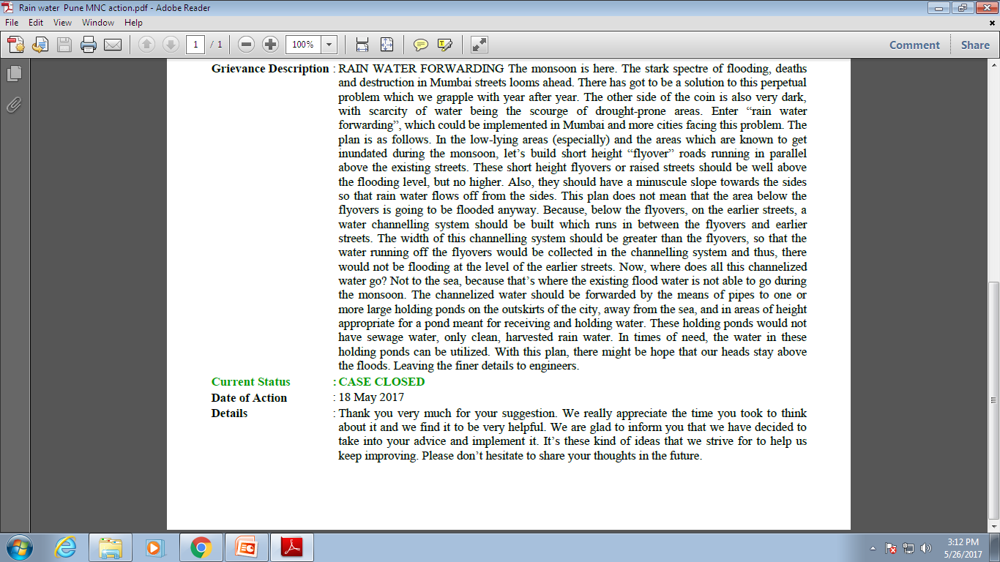 Rain water  Pune MNC action.pdf - Adobe Reader
File Edit View Window Help
1 / 1 100% Comment Share
Grievance Description : RAIN WATER FORWARDING The monsoon is here. The stark spectre of flooding, deaths
and destruction in Mumbai streets looms ahead. There has got to be a solution to this perpetual
problem which we grapple with year after year. The other side of the coin is also very dark,
with scarcity of water being the scourge of drought-prone areas. Enter “rain water
forwarding”, which could be implemented in Mumbai and more cities facing this problem. The
plan is as follows. In the low-lying areas (especially) and the areas which are known to get
inundated during the monsoon, let’s build short height “flyover” roads running in parallel
above the existing streets. These short height flyovers or raised streets should be well above
the flooding level, but no higher. Also, they should have a minuscule slope towards the sides
so that rain water flows off from the sides. This plan does not mean that the area below the
flyovers is going to be flooded anyway. Because, below the flyovers, on the earlier streets, a
water channelling system should be built which runs in between the flyovers and earlier
streets. The width of this channelling system should be greater than the flyovers, so that the
water running off the flyovers would be collected in the channelling system and thus, there
would not be flooding at the level of the earlier streets. Now, where does all this channelized
water go? Not to the sea, because that’s where the existing flood water is not able to go during
the monsoon. The channelized water should be forwarded by the means of pipes to one or
more large holding ponds on the outskirts of the city, away from the sea, and in areas of height
appropriate for a pond meant for receiving and holding water. These holding ponds would not
have sewage water, only clean, harvested rain water. In times of need, the water in these
holding ponds can be utilized. With this plan, there might be hope that our heads stay above
the floods. Leaving the finer details to engineers.
Current Status : CASE CLOSED
Date of Action : 18 May 2017
Details : Thank you very much for your suggestion. We really appreciate the time you took to think
about it and we find it to be very helpful. We are glad to inform you that we have decided to
take into your advice and implement it. It’s these kind of ideas that we strive for to help us
keep improving. Please don’t hesitate to share your thoughts in the future.
3:12 PM
5/26/2017